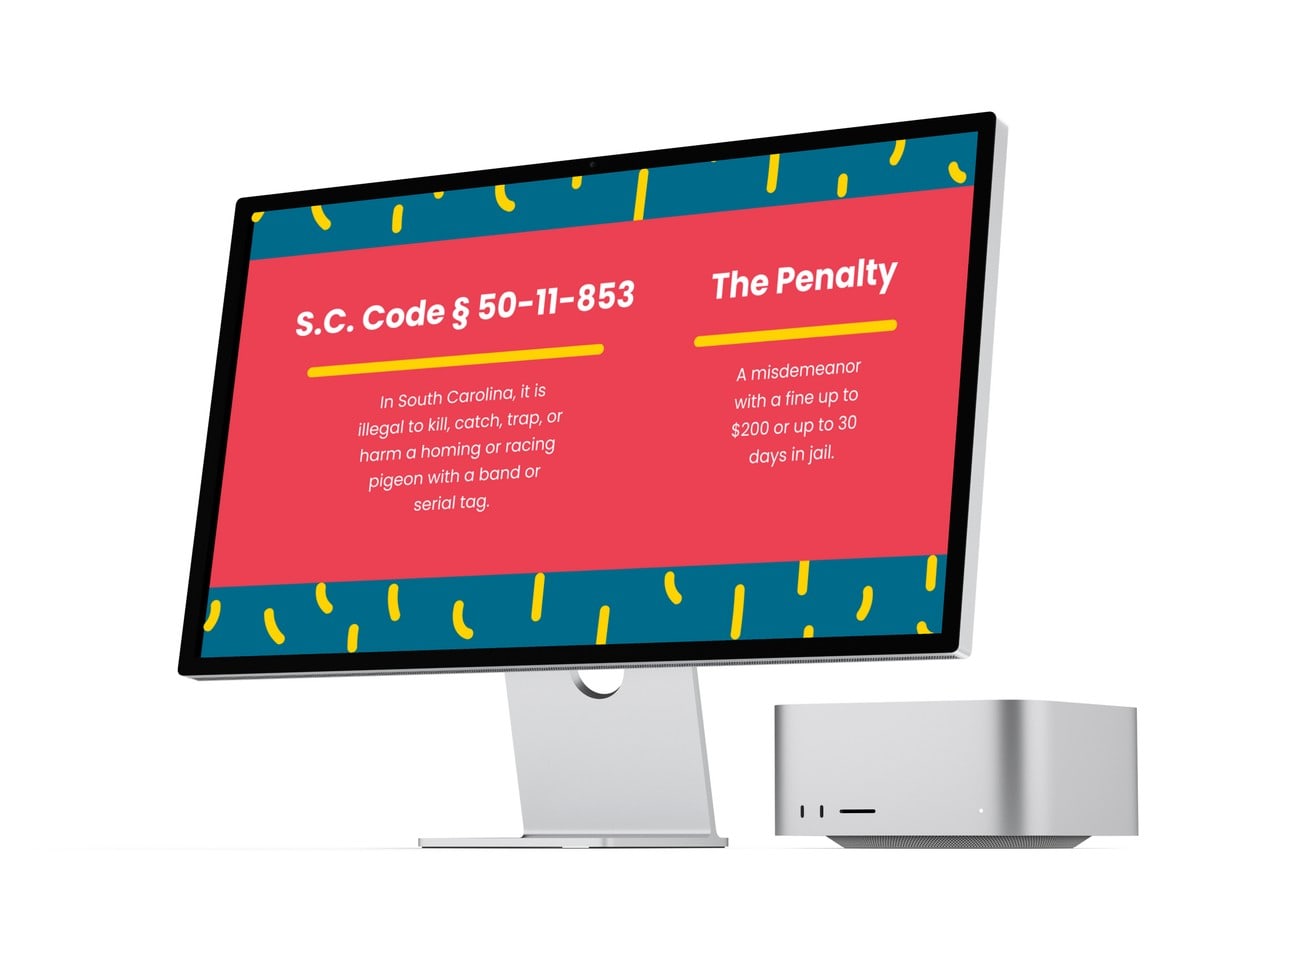 S.C. Code § 50-11-853
In South Carolina, it is
illegal to kill, catch, trap, or
harm a homing or racing
pigeon with a band or
serial tag.
The Penalty
A misdemeanor
with a fine up to
$200 or up to 30
days in jail.